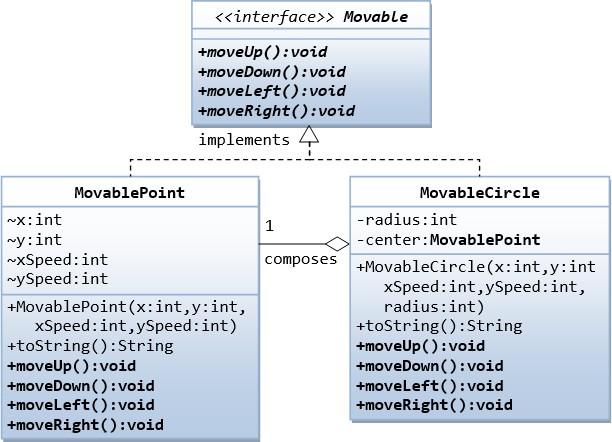 <<interface>> Movable
+moveUp():void
+moveDown():void
+moveLeft():void
+moveRight():void
implements
MovablePoint
~x:int
~y:int
~xSpeed:int
~ySpeed:int
+MovablePoint(x:int,y:int,
xSpeed:int,ySpeed:int)
+toString():String
+moveUp():void
+moveDown():void
+moveLeft():void
+moveRight():void
1
composes
MovableCircle
-radius:int
-center:MovablePoint
+MovableCircle(x:int,y:int
xSpeed:int,ySpeed:int,
radius:int)
+toString():String
+moveUp():void
+moveDown():void
+moveLeft():void
+moveRight():void